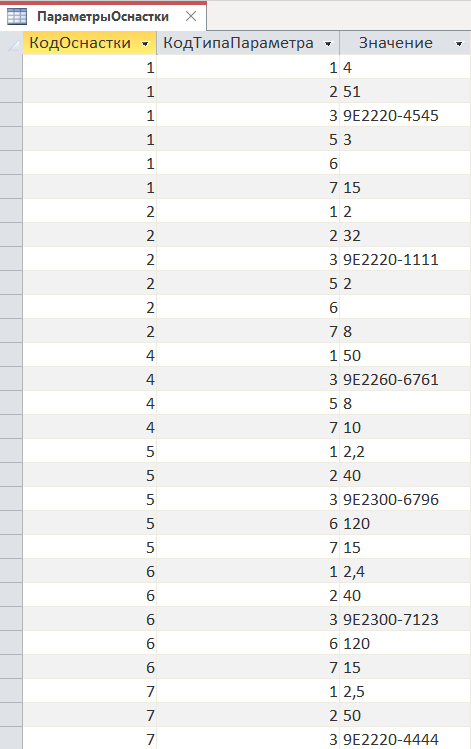 ПараметрыОснастки
КодОснастки КодТипаПараметра Значение
1 1 4
1 2 51
1 3 9E2220-4545
1 5 3
1 6
1 7 15
2 1 2
2 2 32
2 3 9E2220-1111
2 5 2
2 6
2 7 8
4 1 50
4 3 9E2260-6761
4 5 8
4 7 10
5 1 2,2
5 2 40
5 3 9E2300-6796
5 6 120
5 7 15
6 1 2,4
6 2 40
6 3 9E2300-7123
6 6 120
6 7 15
7 1 2,5
7 2 50
7 3 9E2220-4444